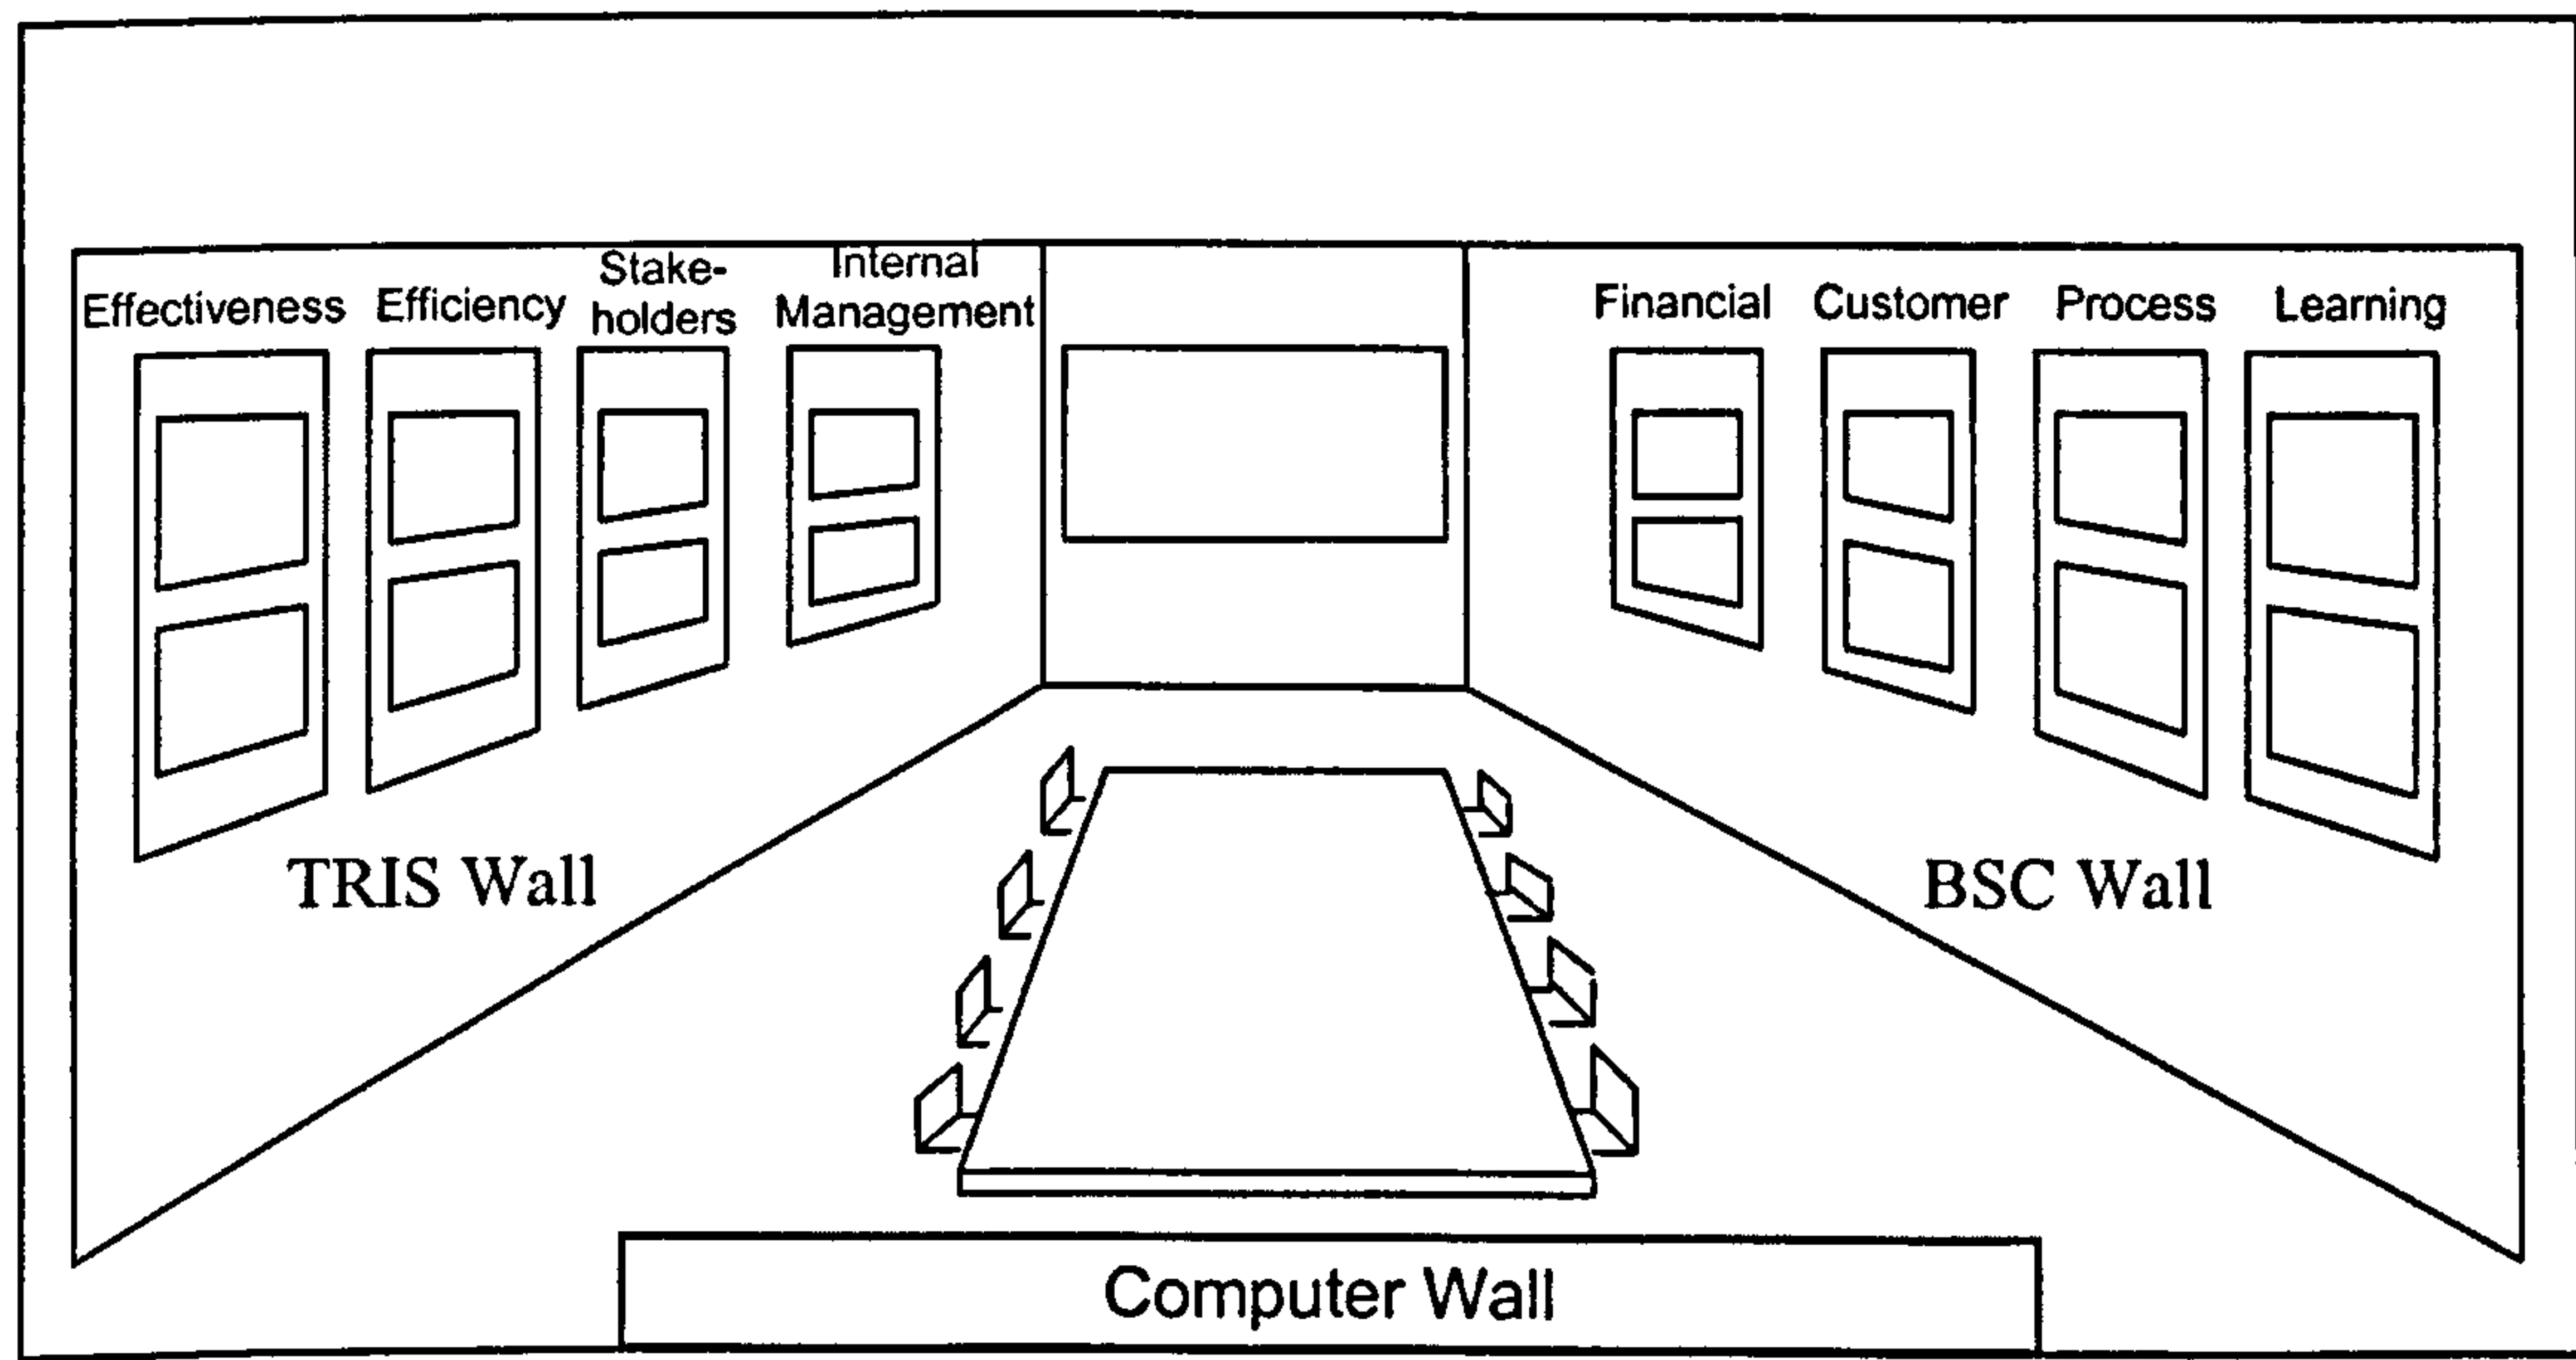 Effectiveness
Efficiency
Stake-
holders
Internal
Management
Financial
Customer
Process
Learning
TRIS Wall
BSC Wall
Computer Wall